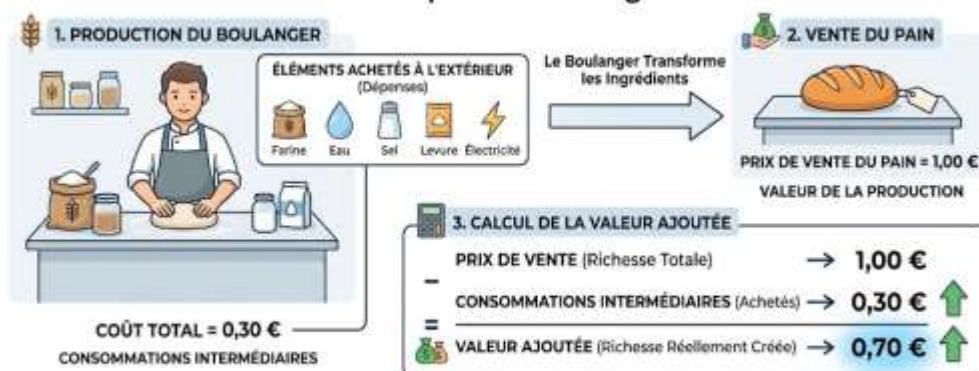 1. PRODUCTION DU BOULANGER
ÉLÉMENTS ACHETÉS À L'EXTÉRIEUR
(Dépenses)
Farine Eau Sel Levure Électricité
Le Boulanger Transforme
les Ingrédients
2. VENTE DU PAIN
PRIX DE VENTE DU PAIN = 1,00 €
VALEUR DE LA PRODUCTION
COÛT TOTAL = 0,30 €
CONSOMMATIONS INTERMÉDIAIRES
3. CALCUL DE LA VALEUR AJOUTÉE
PRIX DE VENTE (Richesse Totale) → 1,00 €
− CONSOMMATIONS INTERMÉDIAIRES (Achetés) → 0,30 €
= VALEUR AJOUTÉE (Richesse Réellement Créée) → 0,70 €